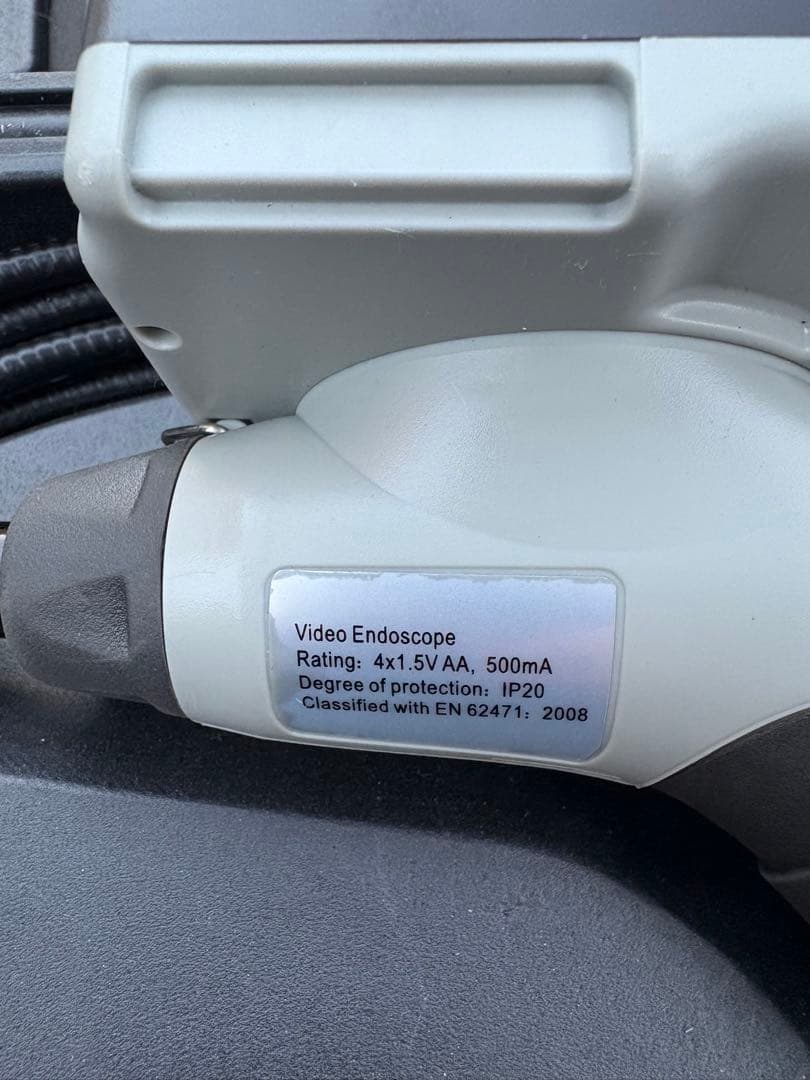 Video Endoscope
Rating: 4x1.5V AA, 500mA
Degree of protection: IP20
Classified with EN 62471: 2008